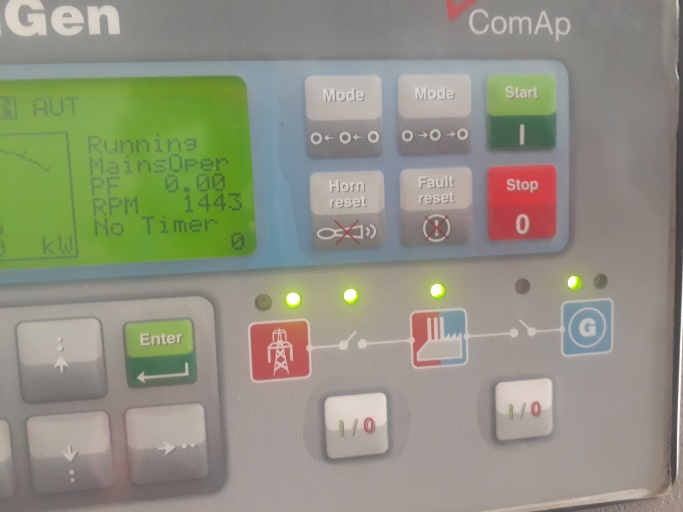 Gen
ComAp
AUT
Running
MainsOper
PF 0.00
RPM 1443
No Timer
kW
0
Mode
Mode
Start
I
Horn
reset
Fault
reset
Stop
0
Enter
G
I / 0
I / 0